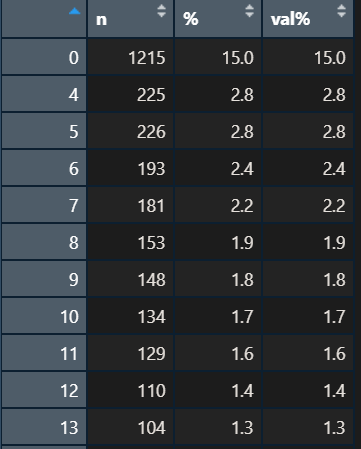 n % val%
0 1215 15.0 15.0
4 225 2.8 2.8
5 226 2.8 2.8
6 193 2.4 2.4
7 181 2.2 2.2
8 153 1.9 1.9
9 148 1.8 1.8
10 134 1.7 1.7
11 129 1.6 1.6
12 110 1.4 1.4
13 104 1.3 1.3